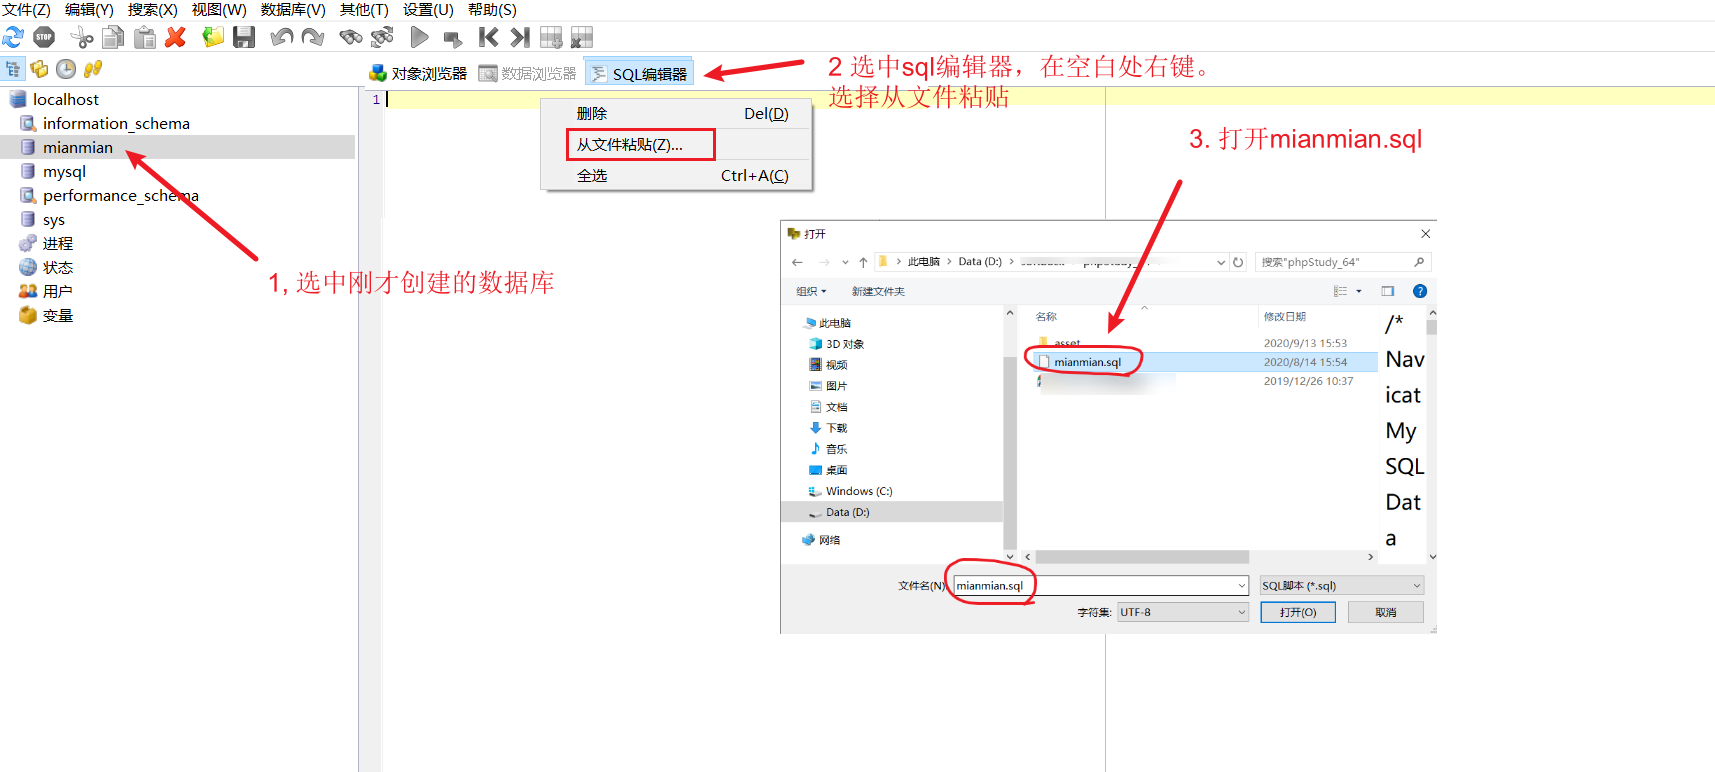 文件(Z) 编辑(Y) 搜索(X) 视图(W) 数据库(V) 其他(T) 设置(U) 帮助(S)
STOP
对象浏览器 数据浏览器 SQL编辑器
2 选中sql编辑器，在空白处右键。
选择从文件粘贴
localhost
information_schema
mianmian
mysql
performance_schema
sys
进程
状态
用户
变量
1
删除 Del(D)
从文件粘贴(Z)...
全选 Ctrl+A(C)
1, 选中刚才创建的数据库
3. 打开mianmian.sql
打开
此电脑 > Data (D:) >
搜索"phpStudy_64"
组织 新建文件夹
此电脑
3D 对象
视频
图片
文档
下载
音乐
桌面
Windows (C:)
Data (D:)
网络
名称 修改日期
asset 2020/9/13 15:53
mianmian.sql 2020/8/14 15:54
2019/12/26 10:37
/*
Nav
icat
My
SQL
Dat
a
文件名(N) mianmian.sql SQL脚本 (*.sql)
字符集: UTF-8 打开(O) 取消